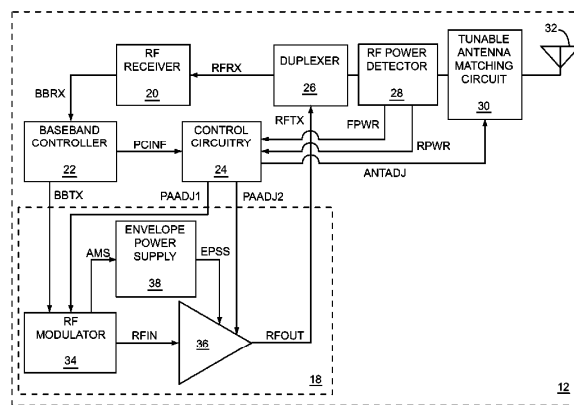 32
TUNABLE
ANTENNA
MATCHING
CIRCUIT
30
RF POWER
DETECTOR
28
DUPLEXER
26
RF
RECEIVER
20
RFRX
BBRX
RFTX
FPWR
RPWR
ANTADJ
BASEBAND
CONTROLLER
22
PCINF
CONTROL
CIRCUITRY
24
BBTX
PAADJ1
PAADJ2
ENVELOPE
POWER
SUPPLY
38
AMS
EPSS
RF
MODULATOR
34
RFIN
36
RFOUT
18
12